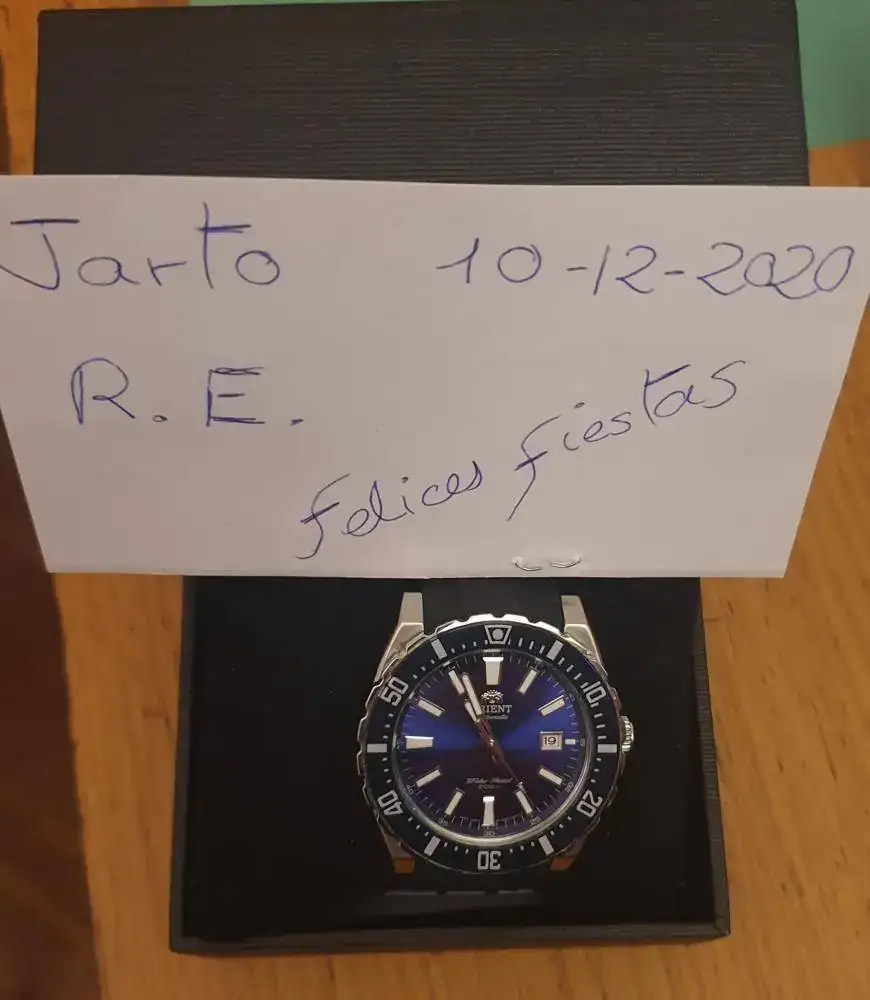 Jarto 10-12-2020
R.E.
Felices fiestas
50 10
ORIENT
Automatic
19
Water Resist
200m
40 20
30